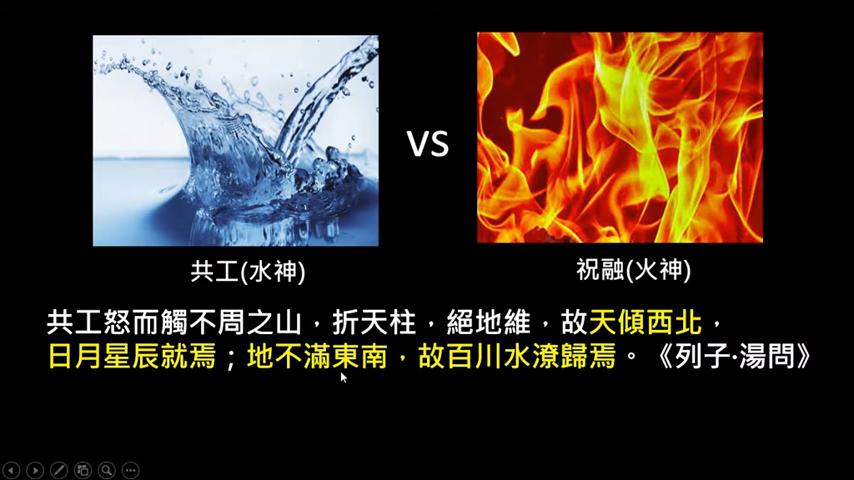 VS
共工(水神)
祝融(火神)
共工怒而觸不周之山，折天柱，絕地維，故天傾西北，
日月星辰就焉；地不滿東南，故百川水潦歸焉。《列子·湯問》